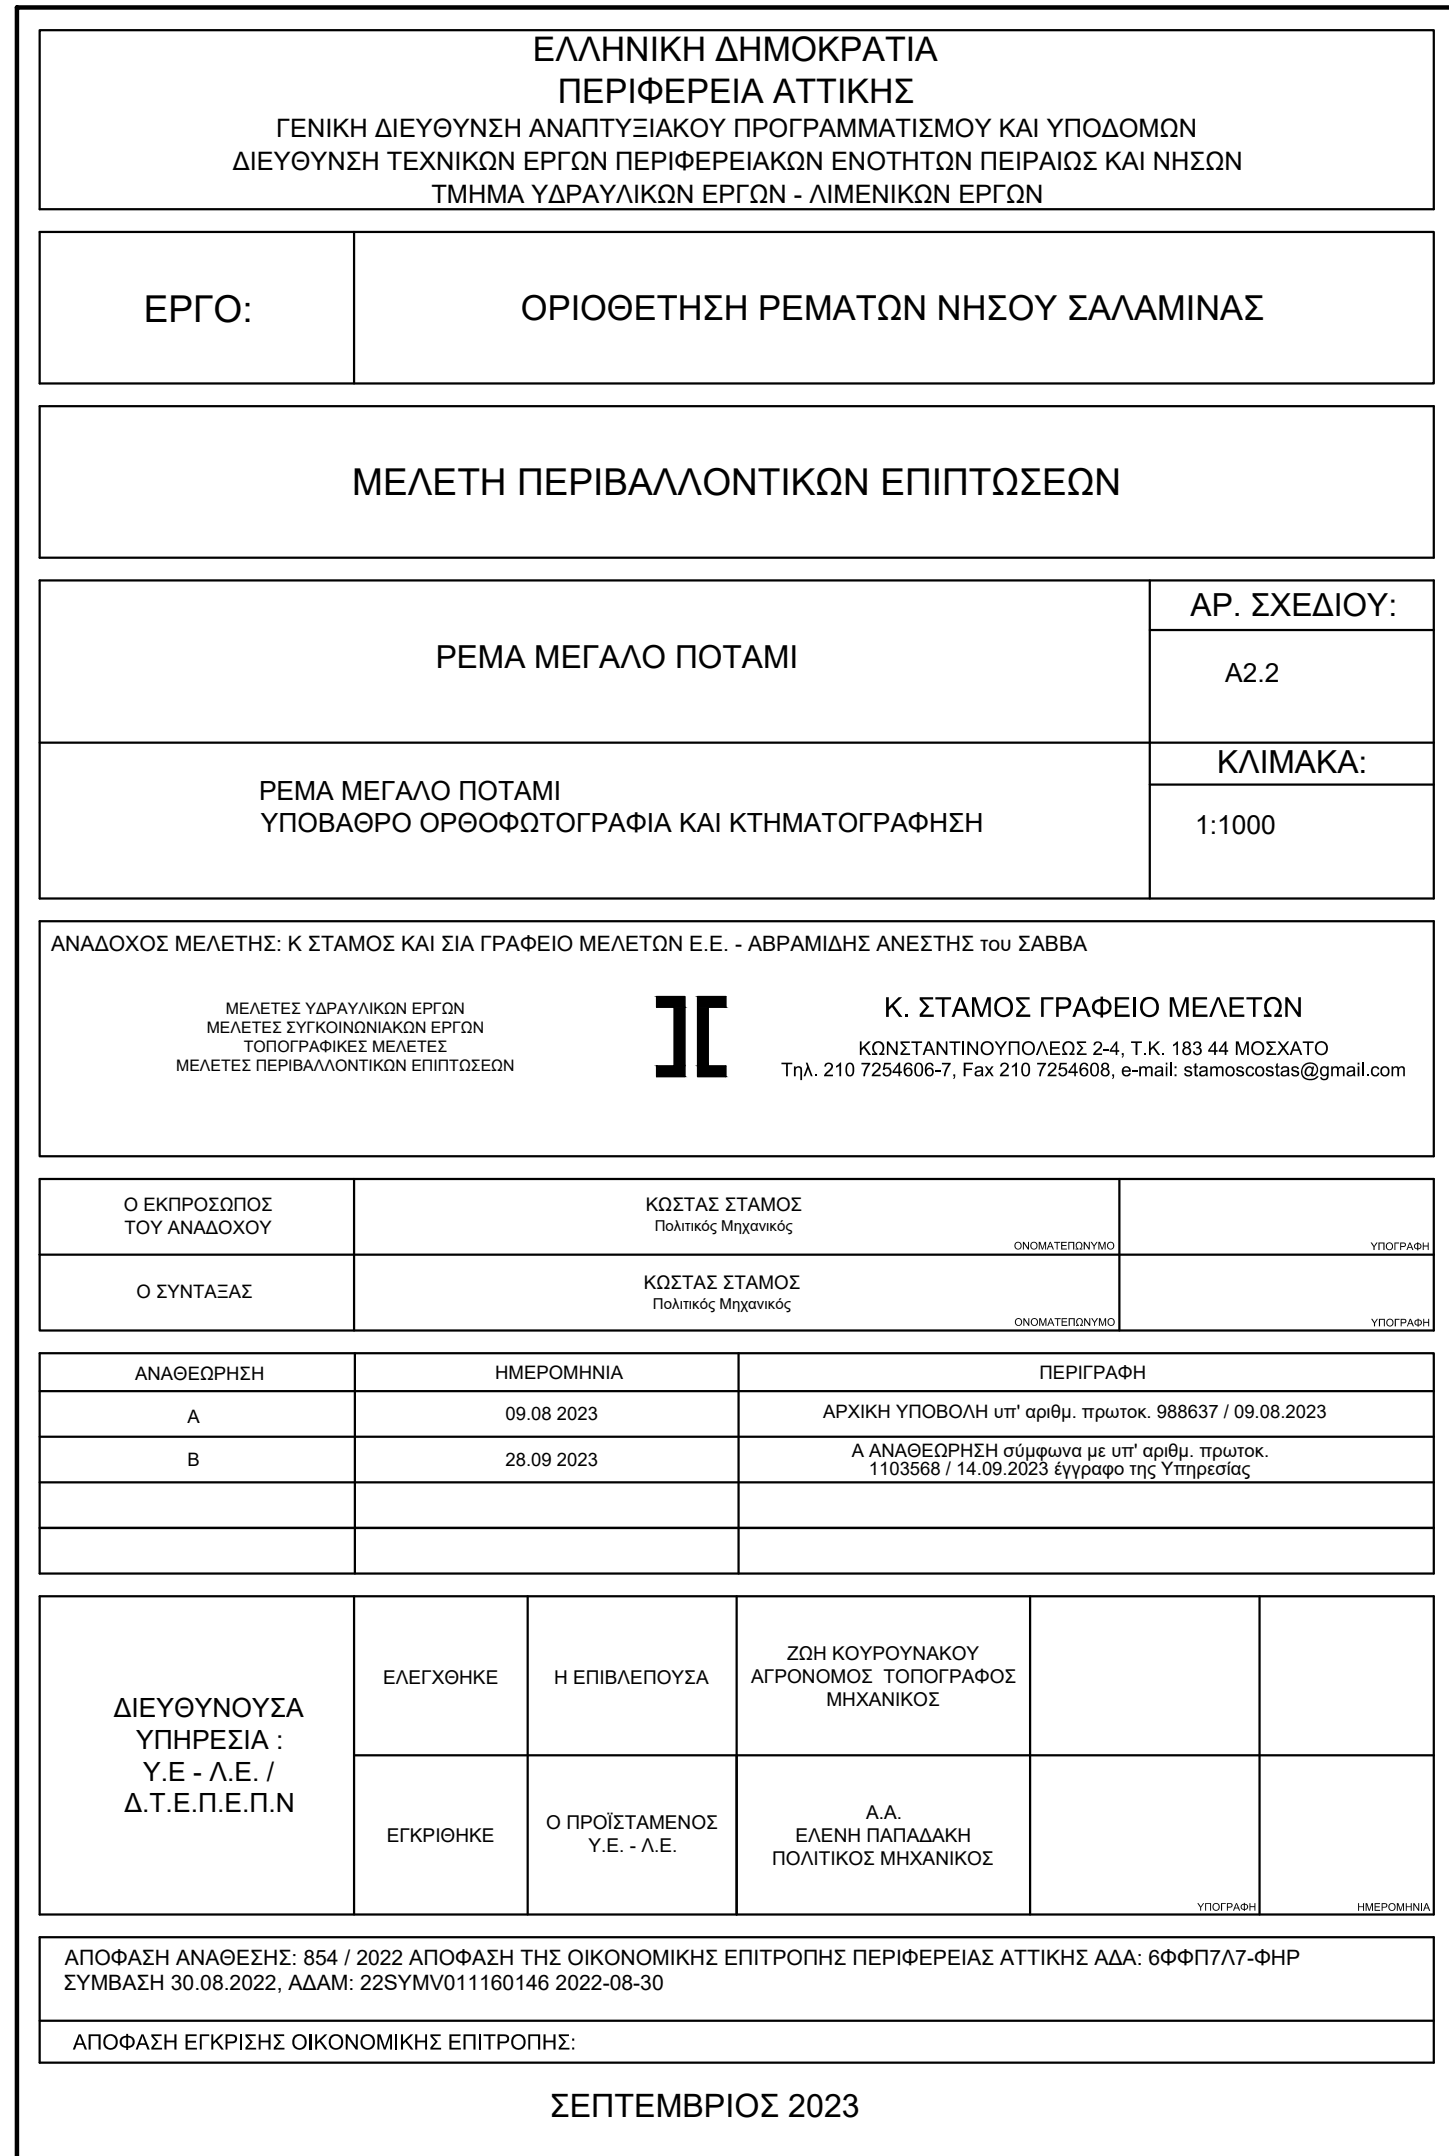 ΕΛΛΗΝΙΚΗ ΔΗΜΟΚΡΑΤΙΑ
ΠΕΡΙΦΕΡΕΙΑ ΑΤΤΙΚΗΣ
ΓΕΝΙΚΗ ΔΙΕΥΘΥΝΣΗ ΑΝΑΠΤΥΞΙΑΚΟΥ ΠΡΟΓΡΑΜΜΑΤΙΣΜΟΥ ΚΑΙ ΥΠΟΔΟΜΩΝ
ΔΙΕΥΘΥΝΣΗ ΤΕΧΝΙΚΩΝ ΕΡΓΩΝ ΠΕΡΙΦΕΡΕΙΑΚΩΝ ΕΝΟΤΗΤΩΝ ΠΕΙΡΑΙΩΣ ΚΑΙ ΝΗΣΩΝ
ΤΜΗΜΑ ΥΔΡΑΥΛΙΚΩΝ ΕΡΓΩΝ - ΛΙΜΕΝΙΚΩΝ ΕΡΓΩΝ
ΕΡΓΟ:
ΟΡΙΟΘΕΤΗΣΗ ΡΕΜΑΤΩΝ ΝΗΣΟΥ ΣΑΛΑΜΙΝΑΣ
ΜΕΛΕΤΗ ΠΕΡΙΒΑΛΛΟΝΤΙΚΩΝ ΕΠΙΠΤΩΣΕΩΝ
ΡΕΜΑ ΜΕΓΑΛΟ ΠΟΤΑΜΙ
ΑΡ. ΣΧΕΔΙΟΥ:
Α2.2
ΡΕΜΑ ΜΕΓΑΛΟ ΠΟΤΑΜΙ
ΥΠΟΒΑΘΡΟ ΟΡΘΟΦΩΤΟΓΡΑΦΙΑ ΚΑΙ ΚΤΗΜΑΤΟΓΡΑΦΗΣΗ
ΚΛΙΜΑΚΑ:
1:1000
ΑΝΑΔΟΧΟΣ ΜΕΛΕΤΗΣ: Κ ΣΤΑΜΟΣ ΚΑΙ ΣΙΑ ΓΡΑΦΕΙΟ ΜΕΛΕΤΩΝ Ε.Ε. - ΑΒΡΑΜΙΔΗΣ ΑΝΕΣΤΗΣ του ΣΑΒΒΑ
ΜΕΛΕΤΕΣ ΥΔΡΑΥΛΙΚΩΝ ΕΡΓΩΝ
ΜΕΛΕΤΕΣ ΣΥΓΚΟΙΝΩΝΙΑΚΩΝ ΕΡΓΩΝ
ΤΟΠΟΓΡΑΦΙΚΕΣ ΜΕΛΕΤΕΣ
ΜΕΛΕΤΕΣ ΠΕΡΙΒΑΛΛΟΝΤΙΚΩΝ ΕΠΙΠΤΩΣΕΩΝ
Κ. ΣΤΑΜΟΣ ΓΡΑΦΕΙΟ ΜΕΛΕΤΩΝ
ΚΩΝΣΤΑΝΤΙΝΟΥΠΟΛΕΩΣ 2-4, Τ.Κ. 183 44 ΜΟΣΧΑΤΟ
Τηλ. 210 7254606-7, Fax 210 7254608, e-mail: stamoscostas@gmail.com
Ο ΕΚΠΡΟΣΩΠΟΣ
ΤΟΥ ΑΝΑΔΟΧΟΥ
ΚΩΣΤΑΣ ΣΤΑΜΟΣ
Πολιτικός Μηχανικός
ΟΝΟΜΑΤΕΠΩΝΥΜΟ
ΥΠΟΓΡΑΦΗ
Ο ΣΥΝΤΑΞΑΣ
ΚΩΣΤΑΣ ΣΤΑΜΟΣ
Πολιτικός Μηχανικός
ΟΝΟΜΑΤΕΠΩΝΥΜΟ
ΥΠΟΓΡΑΦΗ
ΑΝΑΘΕΩΡΗΣΗ ΗΜΕΡΟΜΗΝΙΑ ΠΕΡΙΓΡΑΦΗ
Α 09.08 2023 ΑΡΧΙΚΗ ΥΠΟΒΟΛΗ υπ' αριθμ. πρωτοκ. 988637 / 09.08.2023
Β 28.09 2023 Α ΑΝΑΘΕΩΡΗΣΗ σύμφωνα με υπ' αριθμ. πρωτοκ.
1103568 / 14.09.2023 έγγραφο της Υπηρεσίας
ΔΙΕΥΘΥΝΟΥΣΑ
ΥΠΗΡΕΣΙΑ :
Υ.Ε - Λ.Ε. /
Δ.Τ.Ε.Π.Ε.Π.Ν
ΕΛΕΓΧΘΗΚΕ
Η ΕΠΙΒΛΕΠΟΥΣΑ
ΖΩΗ ΚΟΥΡΟΥΝΑΚΟΥ
ΑΓΡΟΝΟΜΟΣ ΤΟΠΟΓΡΑΦΟΣ
ΜΗΧΑΝΙΚΟΣ
ΕΓΚΡΙΘΗΚΕ
Ο ΠΡΟΪΣΤΑΜΕΝΟΣ
Υ.Ε. - Λ.Ε.
Α.Α.
ΕΛΕΝΗ ΠΑΠΑΔΑΚΗ
ΠΟΛΙΤΙΚΟΣ ΜΗΧΑΝΙΚΟΣ
ΥΠΟΓΡΑΦΗ
ΗΜΕΡΟΜΗΝΙΑ
ΑΠΟΦΑΣΗ ΑΝΑΘΕΣΗΣ: 854 / 2022 ΑΠΟΦΑΣΗ ΤΗΣ ΟΙΚΟΝΟΜΙΚΗΣ ΕΠΙΤΡΟΠΗΣ ΠΕΡΙΦΕΡΕΙΑΣ ΑΤΤΙΚΗΣ ΑΔΑ: 6ΦΦΠ7Λ7-ΦΗΡ
ΣΥΜΒΑΣΗ 30.08.2022, ΑΔΑΜ: 22SYMV011160146 2022-08-30
ΑΠΟΦΑΣΗ ΕΓΚΡΙΣΗΣ ΟΙΚΟΝΟΜΙΚΗΣ ΕΠΙΤΡΟΠΗΣ:
ΣΕΠΤΕΜΒΡΙΟΣ 2023